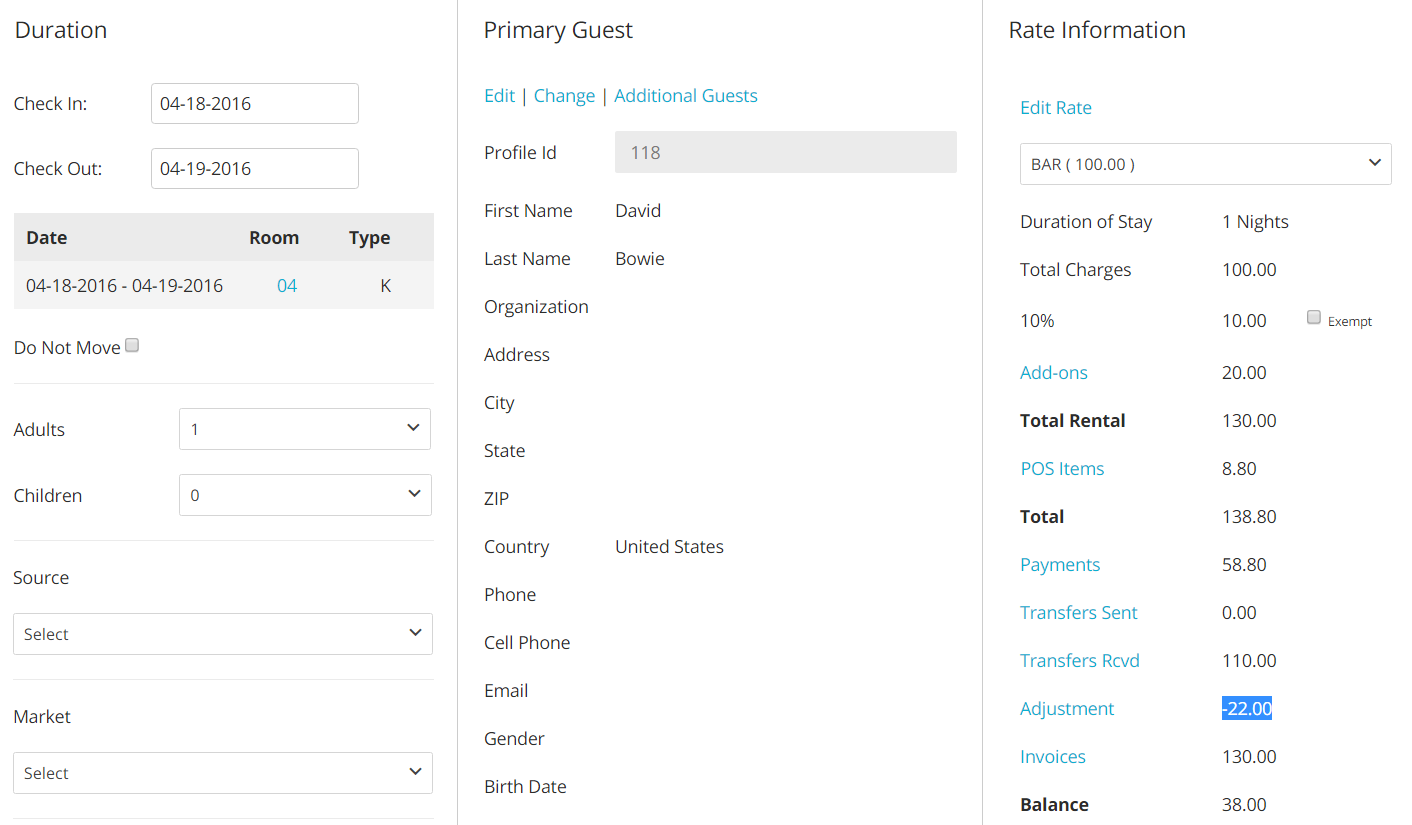 Duration
Check In: 04-18-2016
Check Out: 04-19-2016
Date Room Type
04-18-2016 - 04-19-2016 04 K
Do Not Move
Adults 1
Children 0
Source
Select
Market
Select
Primary Guest
Edit | Change | Additional Guests
Profile Id 118
First Name David
Last Name Bowie
Organization
Address
City
State
ZIP
Country United States
Phone
Cell Phone
Email
Gender
Birth Date
Rate Information
Edit Rate
BAR ( 100.00 )
Duration of Stay 1 Nights
Total Charges 100.00
10% 10.00 Exempt
Add-ons 20.00
Total Rental 130.00
POS Items 8.80
Total 138.80
Payments 58.80
Transfers Sent 0.00
Transfers Rcvd 110.00
Adjustment -22.00
Invoices 130.00
Balance 38.00